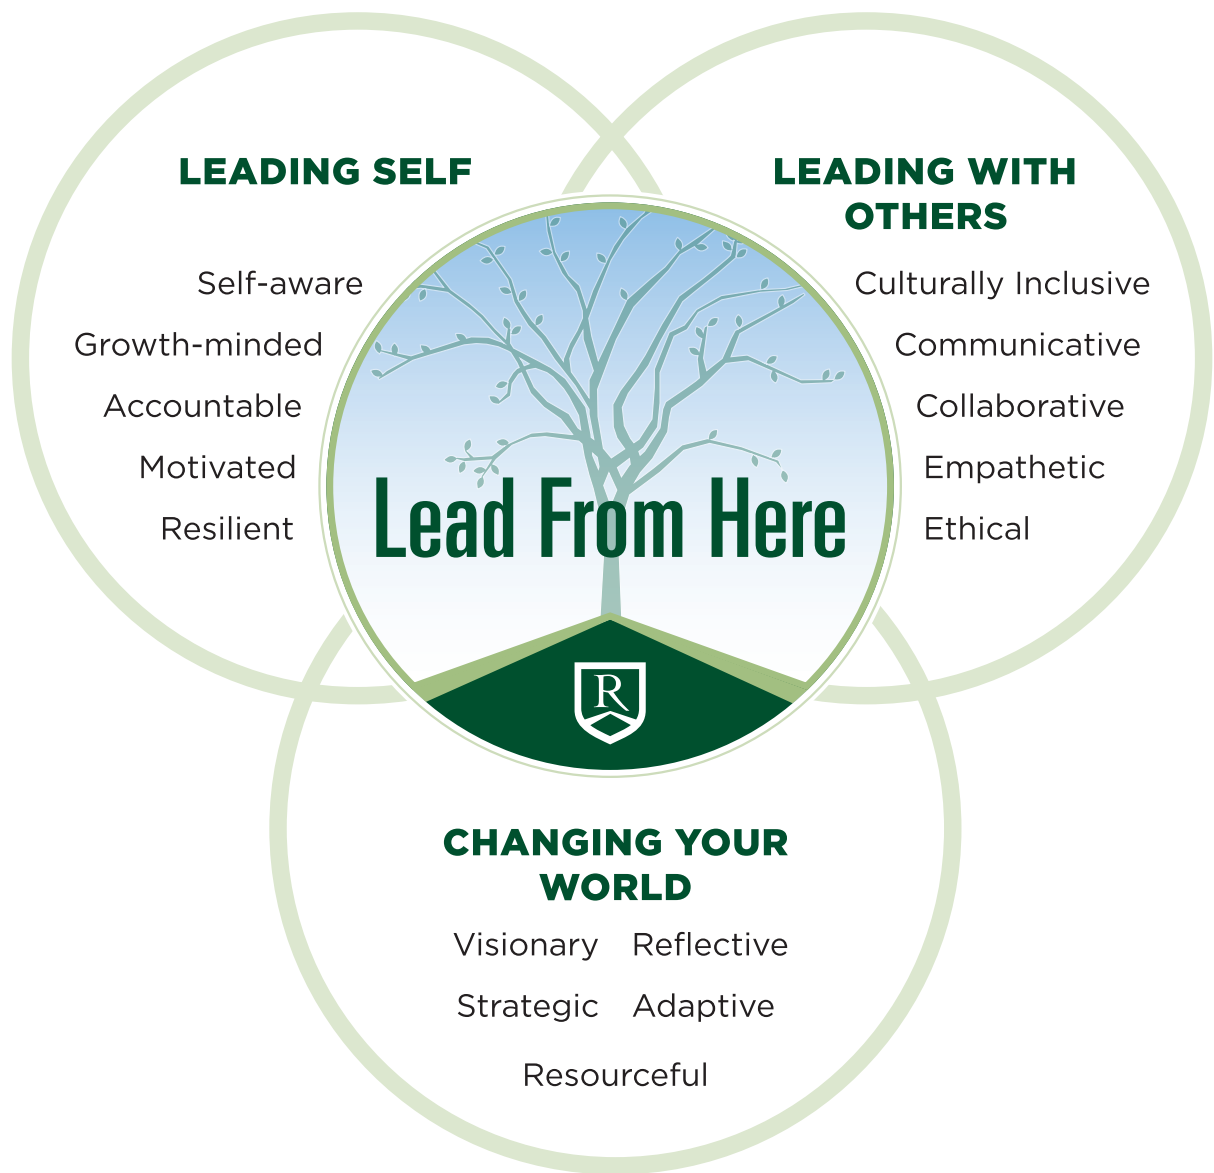 LEADING SELF
Self-aware
Growth-minded
Accountable
Motivated
Resilient
LEADING WITH
OTHERS
Culturally Inclusive
Communicative
Collaborative
Empathetic
Ethical
Lead From Here
R
CHANGING YOUR
WORLD
Visionary Reflective
Strategic Adaptive
Resourceful